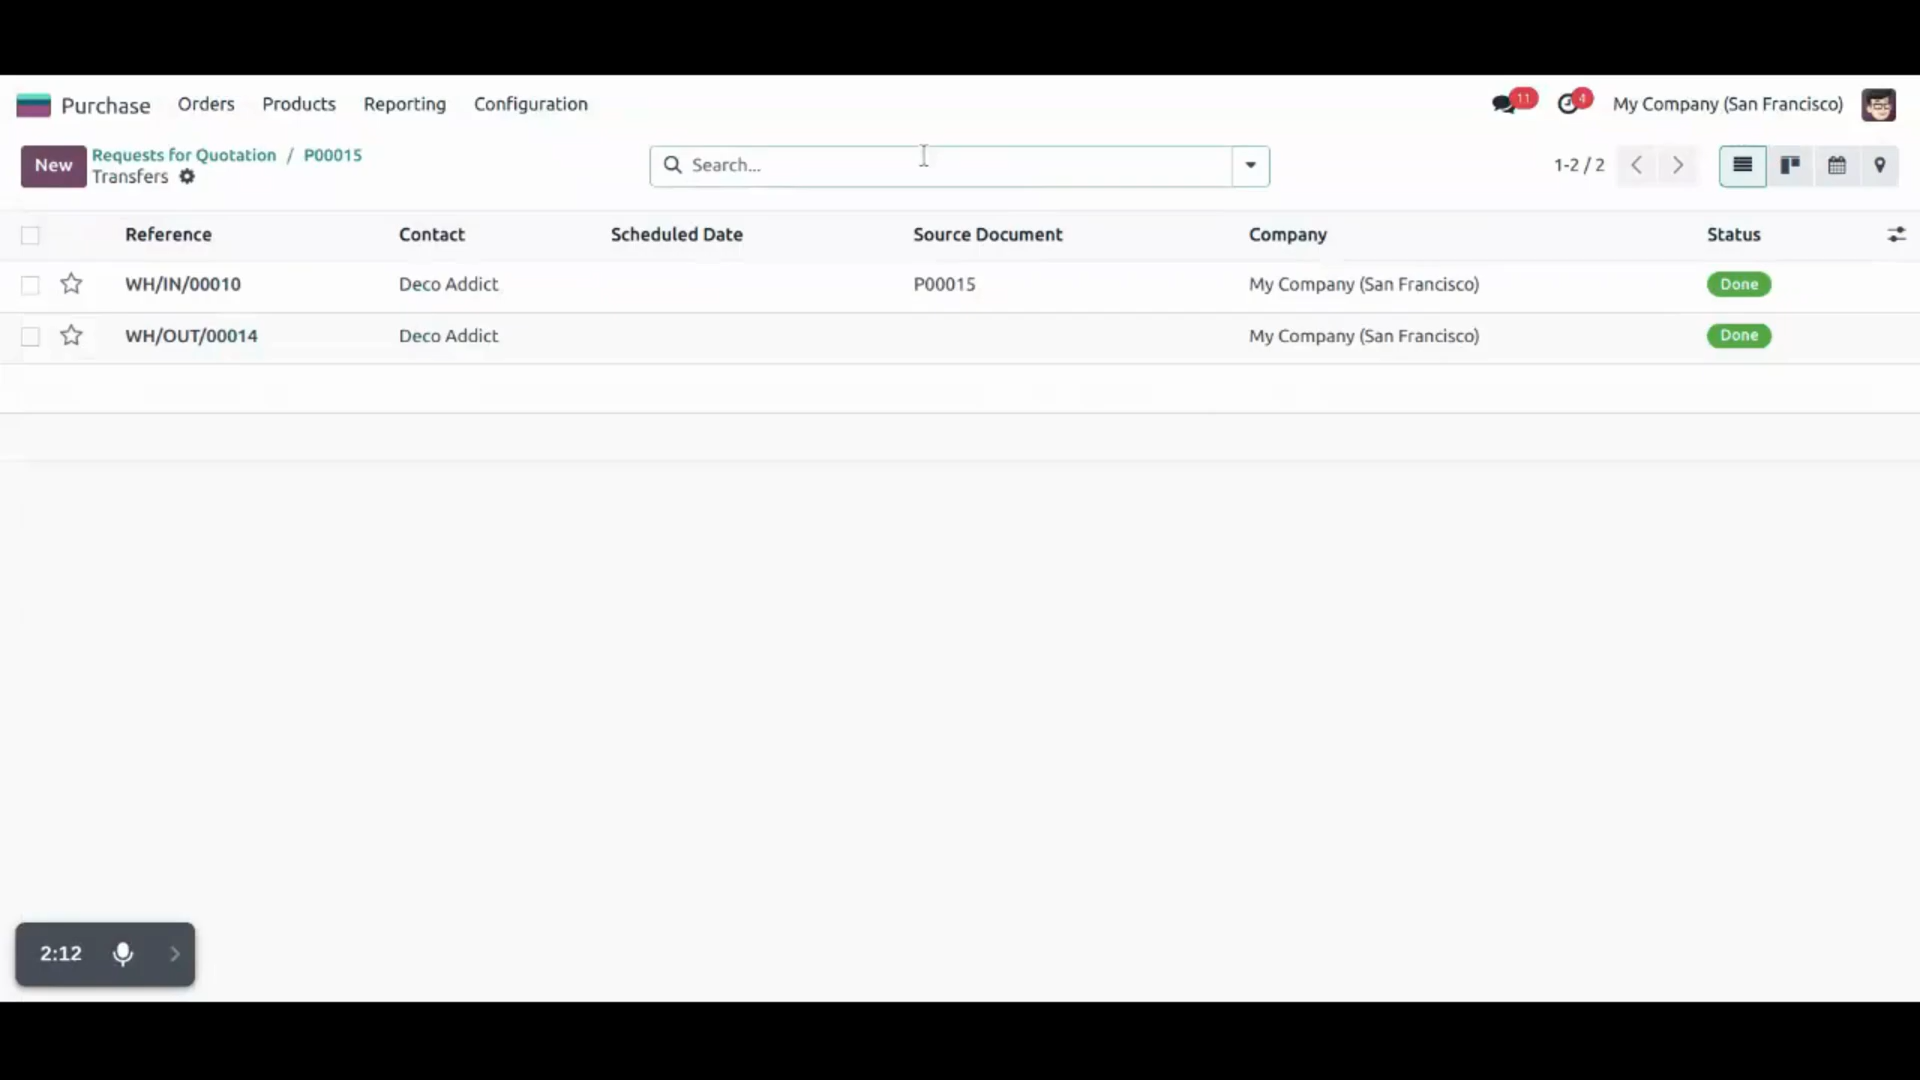 Purchase Orders Products Reporting Configuration 11 4 My Company (San Francisco)
New Requests for Quotation / P00015
Transfers
Search...
1-2 / 2
Reference Contact Scheduled Date Source Document Company Status
WH/IN/00010 Deco Addict P00015 My Company (San Francisco) Done
WH/OUT/00014 Deco Addict My Company (San Francisco) Done
2:12